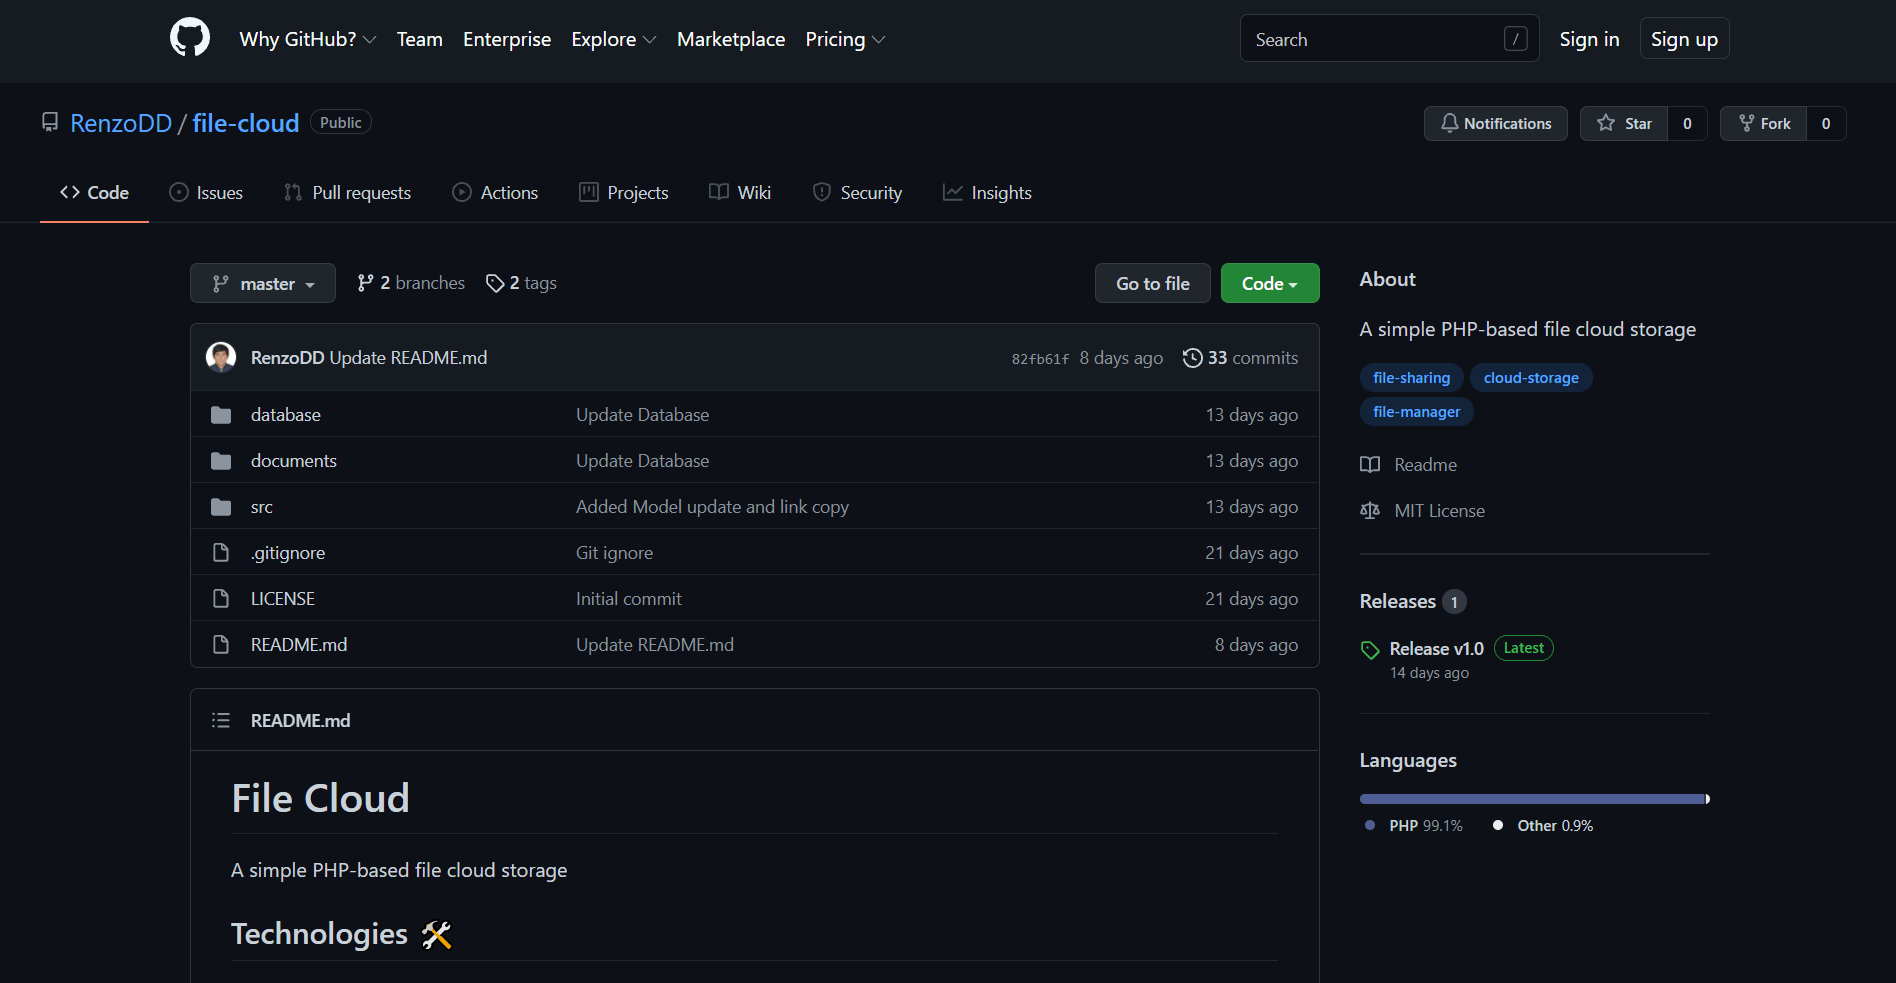 Why GitHub? Team Enterprise Explore Marketplace Pricing Search / Sign in Sign up
RenzoDD / file-cloud Public Notifications Star 0 Fork 0
Code Issues Pull requests Actions Projects Wiki Security Insights
master 2 branches 2 tags Go to file Code
RenzoDD Update README.md 82fb61f 8 days ago 33 commits
database Update Database 13 days ago
documents Update Database 13 days ago
src Added Model update and link copy 13 days ago
.gitignore Git ignore 21 days ago
LICENSE Initial commit 21 days ago
README.md Update README.md 8 days ago
README.md
File Cloud
A simple PHP-based file cloud storage
Technologies
About
A simple PHP-based file cloud storage
file-sharing cloud-storage
file-manager
Readme
MIT License
Releases 1
Release v1.0 Latest
14 days ago
Languages
PHP 99.1% Other 0.9%